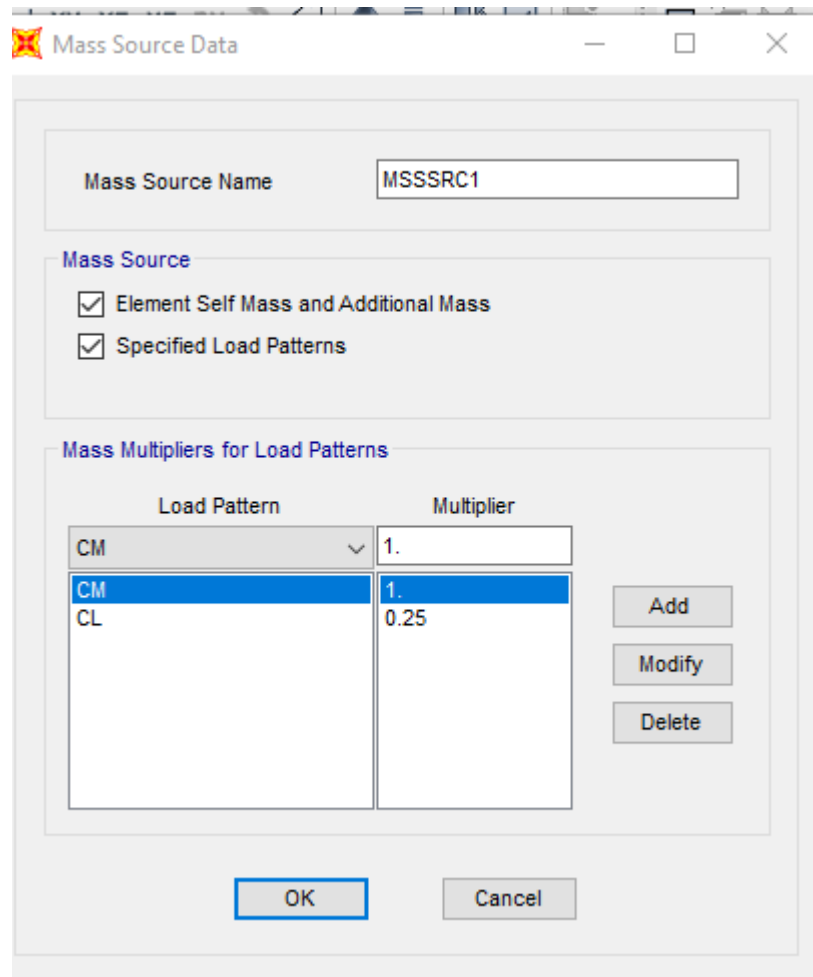 Mass Source Data
Mass Source Name MSSSRC1
Mass Source
Element Self Mass and Additional Mass
Specified Load Patterns
Mass Multipliers for Load Patterns
Load Pattern Multiplier
CM 1.
CM 1.
CL 0.25
Add
Modify
Delete
OK Cancel